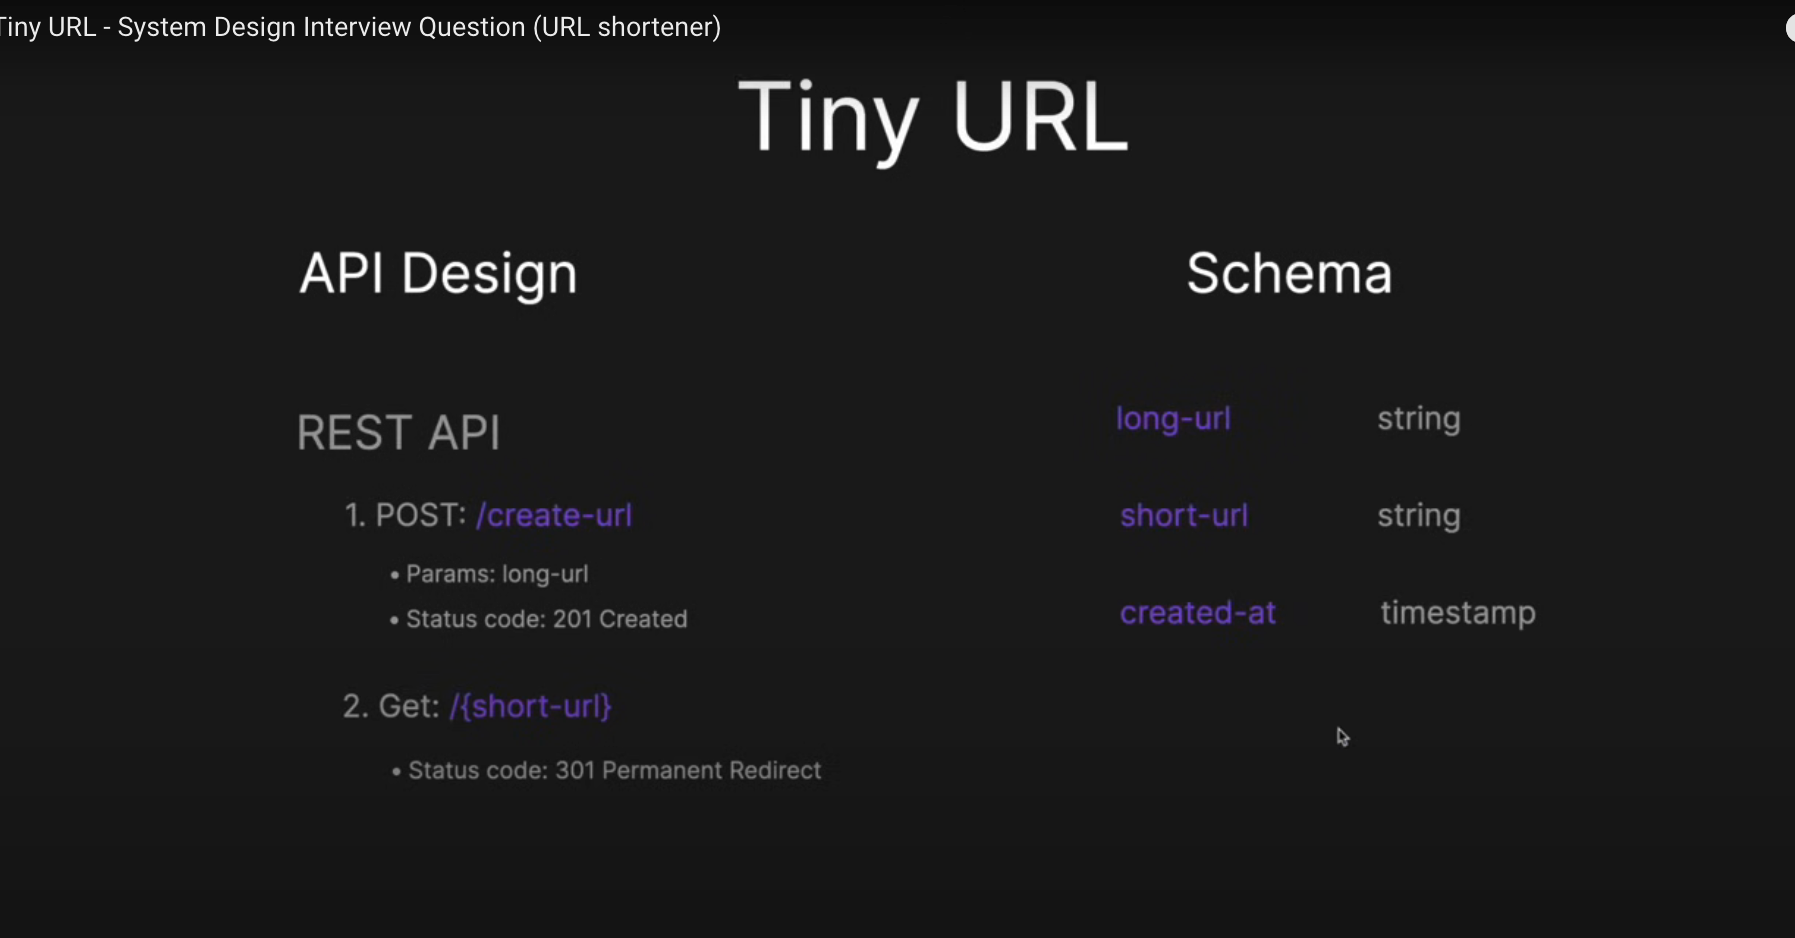 Tiny URL - System Design Interview Question (URL shortener)
Tiny URL
API Design
REST API
1. POST: /create-url
• Params: long-url
• Status code: 201 Created
2. Get: /{short-url}
• Status code: 301 Permanent Redirect
Schema
long-url string
short-url string
created-at timestamp